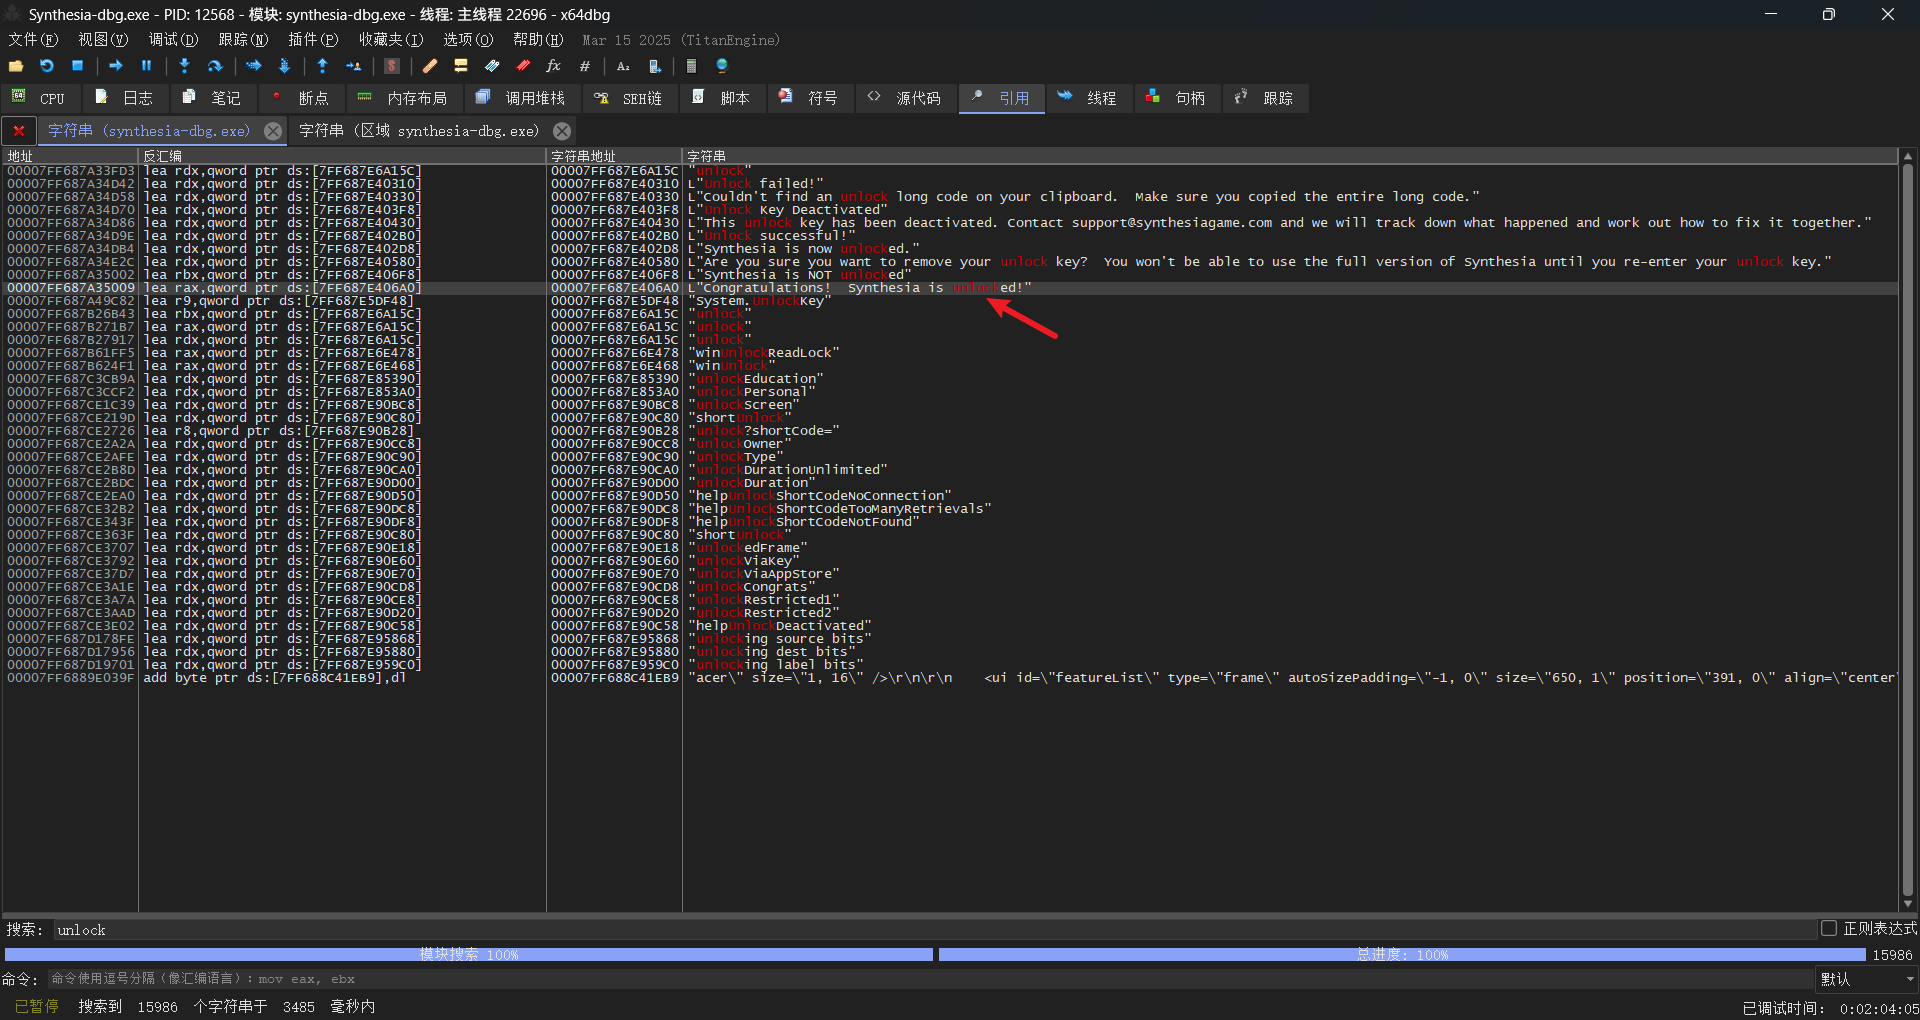 Synthesia-dbg.exe - PID: 12568 - 模块: synthesia-dbg.exe - 线程: 主线程 22696 - x64dbg
文件(F) 视图(V) 调试(D) 跟踪(N) 插件(P) 收藏夹(I) 选项(O) 帮助(H) Mar 15 2025 (TitanEngine)
CPU 日志 笔记 断点 内存布局 调用堆栈 SEH链 脚本 符号 源代码 引用 线程 句柄 跟踪
字符串 (synthesia-dbg.exe) 字符串 (区域 synthesia-dbg.exe)
地址 反汇编 字符串地址 字符串
00007FF687A33FD3 lea rdx,qword ptr ds:[7FF687E6A15C] 00007FF687E6A15C "unlock"
00007FF687A34D42 lea rdx,qword ptr ds:[7FF687E40310] 00007FF687E40310 L"Unlock failed!"
00007FF687A34D58 lea rdx,qword ptr ds:[7FF687E40330] 00007FF687E40330 L"Couldn't find an unlock long code on your clipboard.  Make sure you copied the entire long code."
00007FF687A34D70 lea rdx,qword ptr ds:[7FF687E403F8] 00007FF687E403F8 L"Unlock Key Deactivated"
00007FF687A34D86 lea rdx,qword ptr ds:[7FF687E40430] 00007FF687E40430 L"This unlock key has been deactivated. Contact support@synthesiagame.com and we will track down what happened and work out how to fix it together."
00007FF687A34D9E lea rdx,qword ptr ds:[7FF687E402B0] 00007FF687E402B0 L"Unlock successful!"
00007FF687A34DB4 lea rdx,qword ptr ds:[7FF687E402D8] 00007FF687E402D8 L"Synthesia is now unlocked."
00007FF687A34E2C lea rdx,qword ptr ds:[7FF687E40580] 00007FF687E40580 L"Are you sure you want to remove your unlock key?  You won't be able to use the full version of Synthesia until you re-enter your unlock key."
00007FF687A35002 lea rbx,qword ptr ds:[7FF687E406F8] 00007FF687E406F8 L"Synthesia is NOT unlocked"
00007FF687A35009 lea rax,qword ptr ds:[7FF687E406A0] 00007FF687E406A0 L"Congratulations!  Synthesia is unlocked!"
00007FF687A49C82 lea r9,qword ptr ds:[7FF687E5DF48] 00007FF687E5DF48 "System.UnlockKey"
00007FF687B26B43 lea rbx,qword ptr ds:[7FF687E6A15C] 00007FF687E6A15C "unlock"
00007FF687B271B7 lea rax,qword ptr ds:[7FF687E6A15C] 00007FF687E6A15C "unlock"
00007FF687B27917 lea rdx,qword ptr ds:[7FF687E6A15C] 00007FF687E6A15C "unlock"
00007FF687B61FF5 lea rax,qword ptr ds:[7FF687E6E478] 00007FF687E6E478 "winUnlockReadLock"
00007FF687B624F1 lea rax,qword ptr ds:[7FF687E6E468] 00007FF687E6E468 "winUnlock"
00007FF687C3CB9A lea rdx,qword ptr ds:[7FF687E85390] 00007FF687E85390 "unlockEducation"
00007FF687C3CCF2 lea rdx,qword ptr ds:[7FF687E853A0] 00007FF687E853A0 "unlockPersonal"
00007FF687CE1C39 lea rdx,qword ptr ds:[7FF687E90BC8] 00007FF687E90BC8 "unlockScreen"
00007FF687CE219D lea rdx,qword ptr ds:[7FF687E90C80] 00007FF687E90C80 "shortUnlock"
00007FF687CE2726 lea r8,qword ptr ds:[7FF687E90B28] 00007FF687E90B28 "unlock?shortCode="
00007FF687CE2A2A lea rdx,qword ptr ds:[7FF687E90CC8] 00007FF687E90CC8 "unlockOwner"
00007FF687CE2AFE lea rdx,qword ptr ds:[7FF687E90C90] 00007FF687E90C90 "unlockType"
00007FF687CE2B8D lea rdx,qword ptr ds:[7FF687E90CA0] 00007FF687E90CA0 "unlockDurationUnlimited"
00007FF687CE2BDC lea rdx,qword ptr ds:[7FF687E90D00] 00007FF687E90D00 "unlockDuration"
00007FF687CE2EA0 lea rdx,qword ptr ds:[7FF687E90D50] 00007FF687E90D50 "helpUnlockShortCodeNoConnection"
00007FF687CE32B2 lea rdx,qword ptr ds:[7FF687E90DC8] 00007FF687E90DC8 "helpUnlockShortCodeTooManyRetrievals"
00007FF687CE343F lea rdx,qword ptr ds:[7FF687E90DF8] 00007FF687E90DF8 "helpUnlockShortCodeNotFound"
00007FF687CE363F lea rdx,qword ptr ds:[7FF687E90C80] 00007FF687E90C80 "shortUnlock"
00007FF687CE3707 lea rdx,qword ptr ds:[7FF687E90E18] 00007FF687E90E18 "unlockedFrame"
00007FF687CE3792 lea rdx,qword ptr ds:[7FF687E90E60] 00007FF687E90E60 "unlockViaKey"
00007FF687CE37D7 lea rdx,qword ptr ds:[7FF687E90E70] 00007FF687E90E70 "unlockViaAppStore"
00007FF687CE3A1E lea rdx,qword ptr ds:[7FF687E90CD8] 00007FF687E90CD8 "unlockCongrats"
00007FF687CE3A7A lea rdx,qword ptr ds:[7FF687E90CE8] 00007FF687E90CE8 "unlockRestricted1"
00007FF687CE3AAD lea rdx,qword ptr ds:[7FF687E90D20] 00007FF687E90D20 "unlockRestricted2"
00007FF687CE3E02 lea rdx,qword ptr ds:[7FF687E90C58] 00007FF687E90C58 "helpUnlockDeactivated"
00007FF687D178FE lea rdx,qword ptr ds:[7FF687E95868] 00007FF687E95868 "unlocking source bits"
00007FF687D17956 lea rdx,qword ptr ds:[7FF687E95880] 00007FF687E95880 "unlocking dest bits"
00007FF687D19701 lea rdx,qword ptr ds:[7FF687E959C0] 00007FF687E959C0 "unlocking label bits"
00007FF6889E039F add byte ptr ds:[7FF688C41EB9],dl 00007FF688C41EB9 "acer\" size=\"1, 16\" />\r\n\r\n    <ui id=\"featureList\" type=\"frame\" autoSizePadding=\"-1, 0\" size=\"650, 1\" position=\"391, 0\" align=\"center
搜索: unlock 正则表达式
模块搜索 100% 总进度: 100% 15986
命令: 命令使用逗号分隔（像汇编语言）: mov eax, ebx 默认
已暂停 搜索到 15986 个字符串于 3485 毫秒内 已调试时间: 0:02:04:05